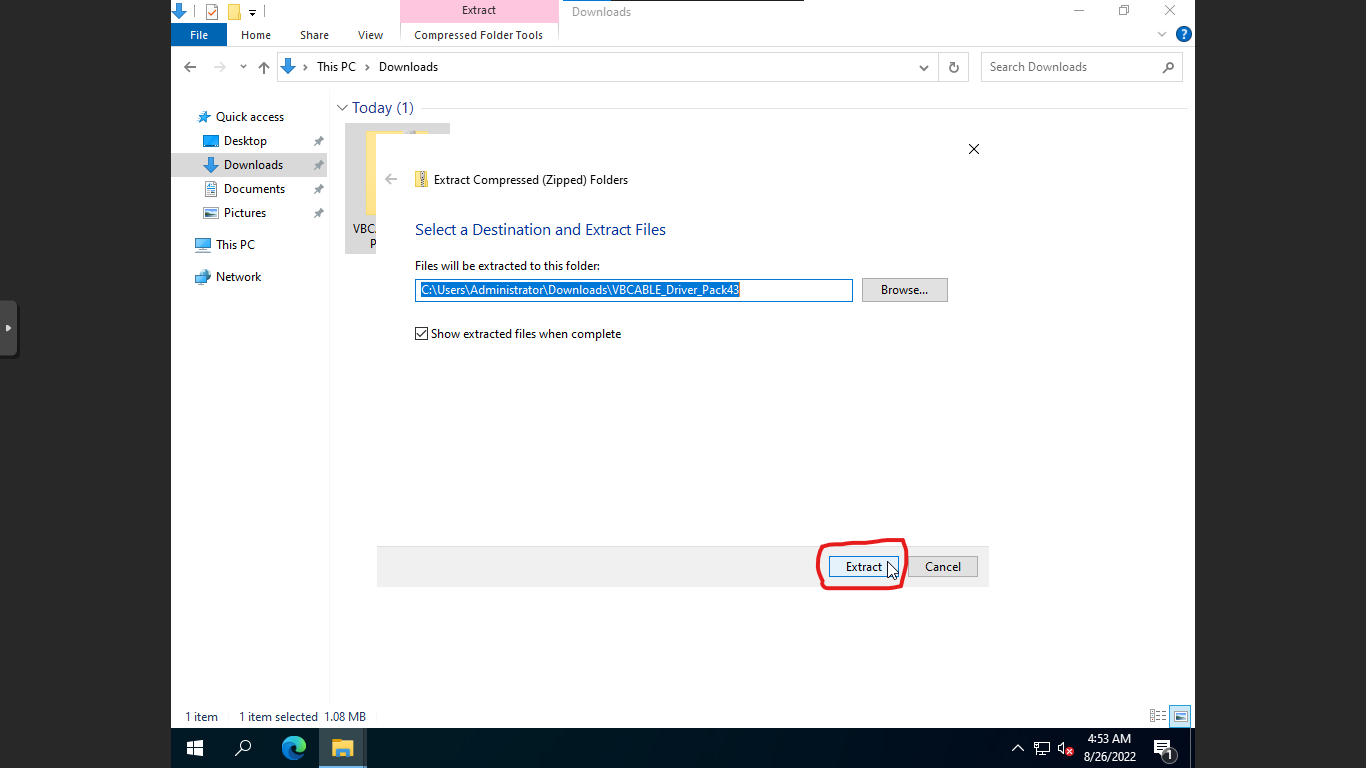 Extract
Downloads
File
Home
Share
View
Compressed Folder Tools
?
This PC
Downloads
Search Downloads
Quick access
Desktop
Downloads
Documents
Pictures
This PC
Network
Today (1)
P
Extract Compressed (Zipped) Folders
Select a Destination and Extract Files
Files will be extracted to this folder:
C:\Users\Administrator\Downloads\VBCABLE_Driver_Pack43
Browse...
Show extracted files when complete
Extract
Cancel
1 item
1 item selected 1.08 MB
4:53 AM
8/26/2022
1